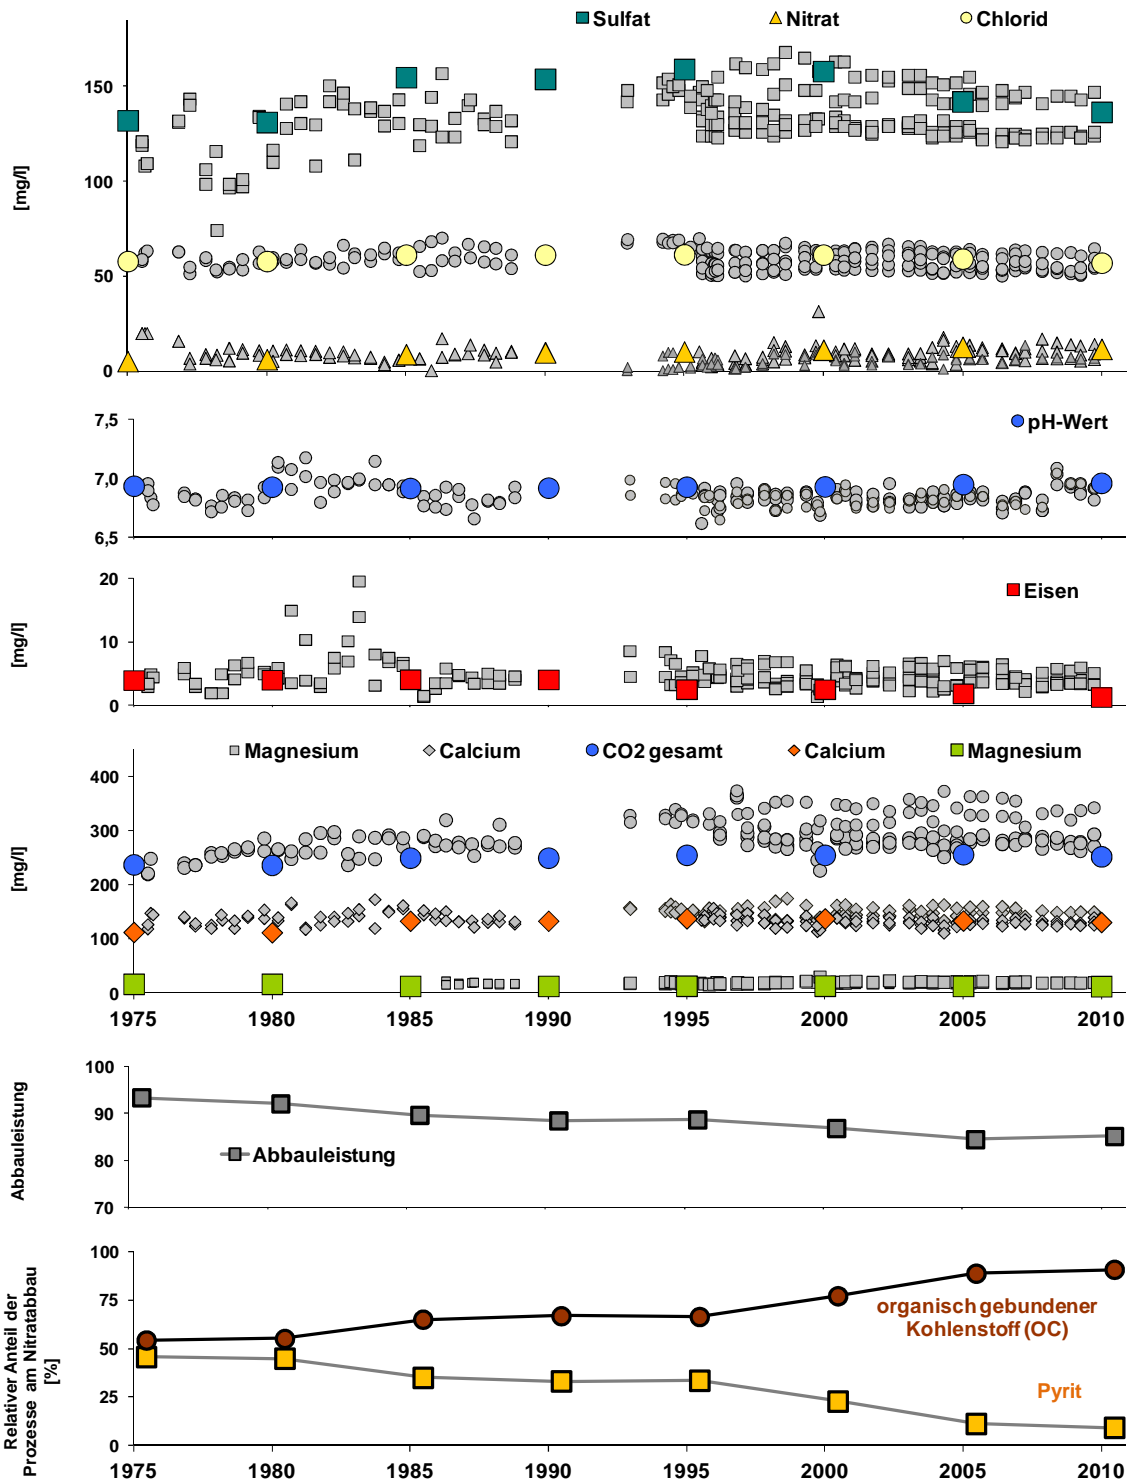 Sulfat Nitrat Chlorid
150
100
50
0
[mg/l]
7,5
7,0
6,5
pH-Wert
20
10
0
[mg/l]
Eisen
Magnesium Calcium CO2 gesamt Calcium Magnesium
400
300
200
100
0
[mg/l]
1975 1980 1985 1990 1995 2000 2005 2010
100
90
80
70
Abbauleistung
Abbauleistung
100
75
50
25
0
Relativer Anteil der
Prozesse am Nitratabbau
[%]
organisch gebundener
Kohlenstoff (OC)
Pyrit
1975 1980 1985 1990 1995 2000 2005 2010